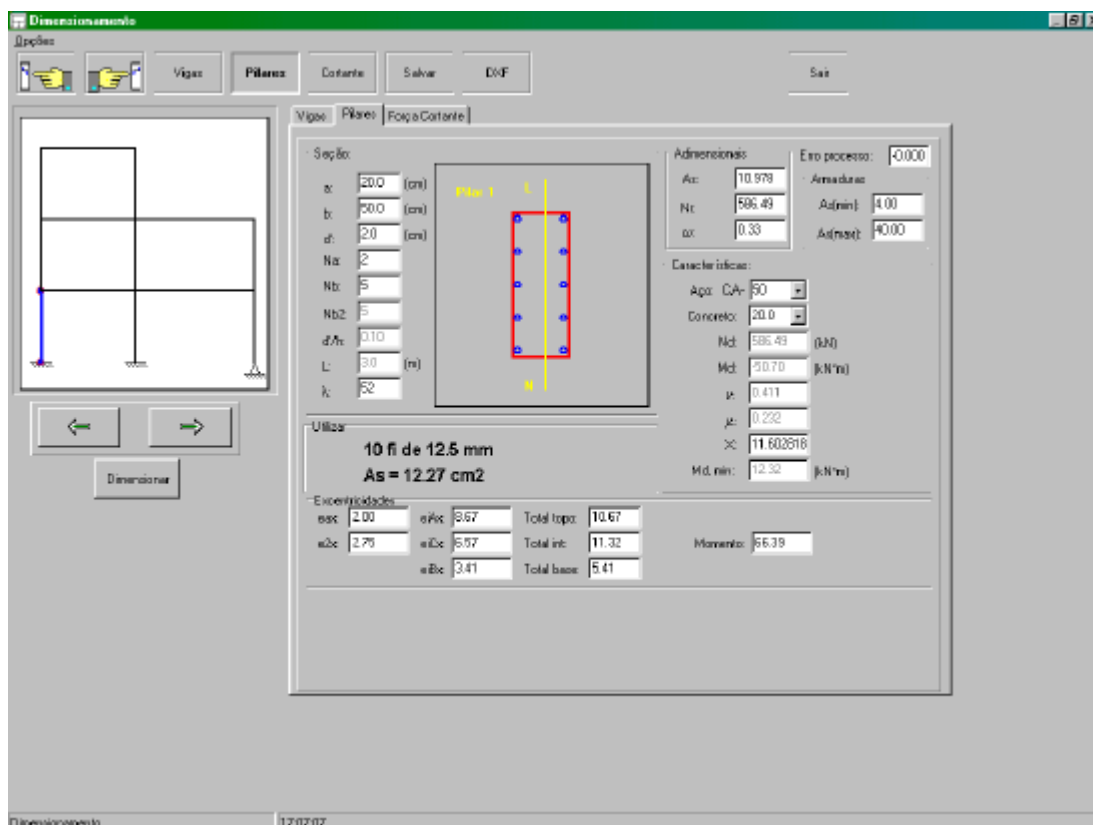 Dimensionamento
Opções
Vigas
Pilares
Cortante
Salvar
DXF
Sair
Vigas
Pilares
Força Cortante
Seção:
a: 20.0 (cm)
b: 50.0 (cm)
d': 2.0 (cm)
Na: 2
Nb: 5
Nb2: 5
d'/h: 0.10
L: 3.0 (m)
λ: 52
Pilar 1
L
N
Adimensionais
As: 10.978
Nr: 586.49
α: 0.33
Erro processo: -0.000
Armaduras
As(min): 4.00
As(max): 40.00
Características:
Aço: CA- 50
Concreto: 20.0
Nd: 586.49 (kN)
Md: -50.70 (kN*m)
0.411
μ: 0.232
X: 11.602818
Md, min: 12.32 (kN*m)
Utilizar
10 fi de 12.5 mm
As = 12.27 cm2
Excentricidades
eax: 2.00
eiAx: 8.67
Total topo: 10.67
e2x: 2.75
eiCx: 6.57
Total int: 11.32
Momento: 66.39
eiBx: 3.41
Total base: 5.41
Dimensionar
Dimensionamento
17:07:07